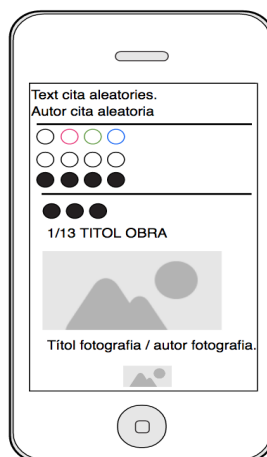 Text cita aleatories.
Autor cita aleatoria
1/13 TITOL OBRA
Títol fotografia / autor fotografia.